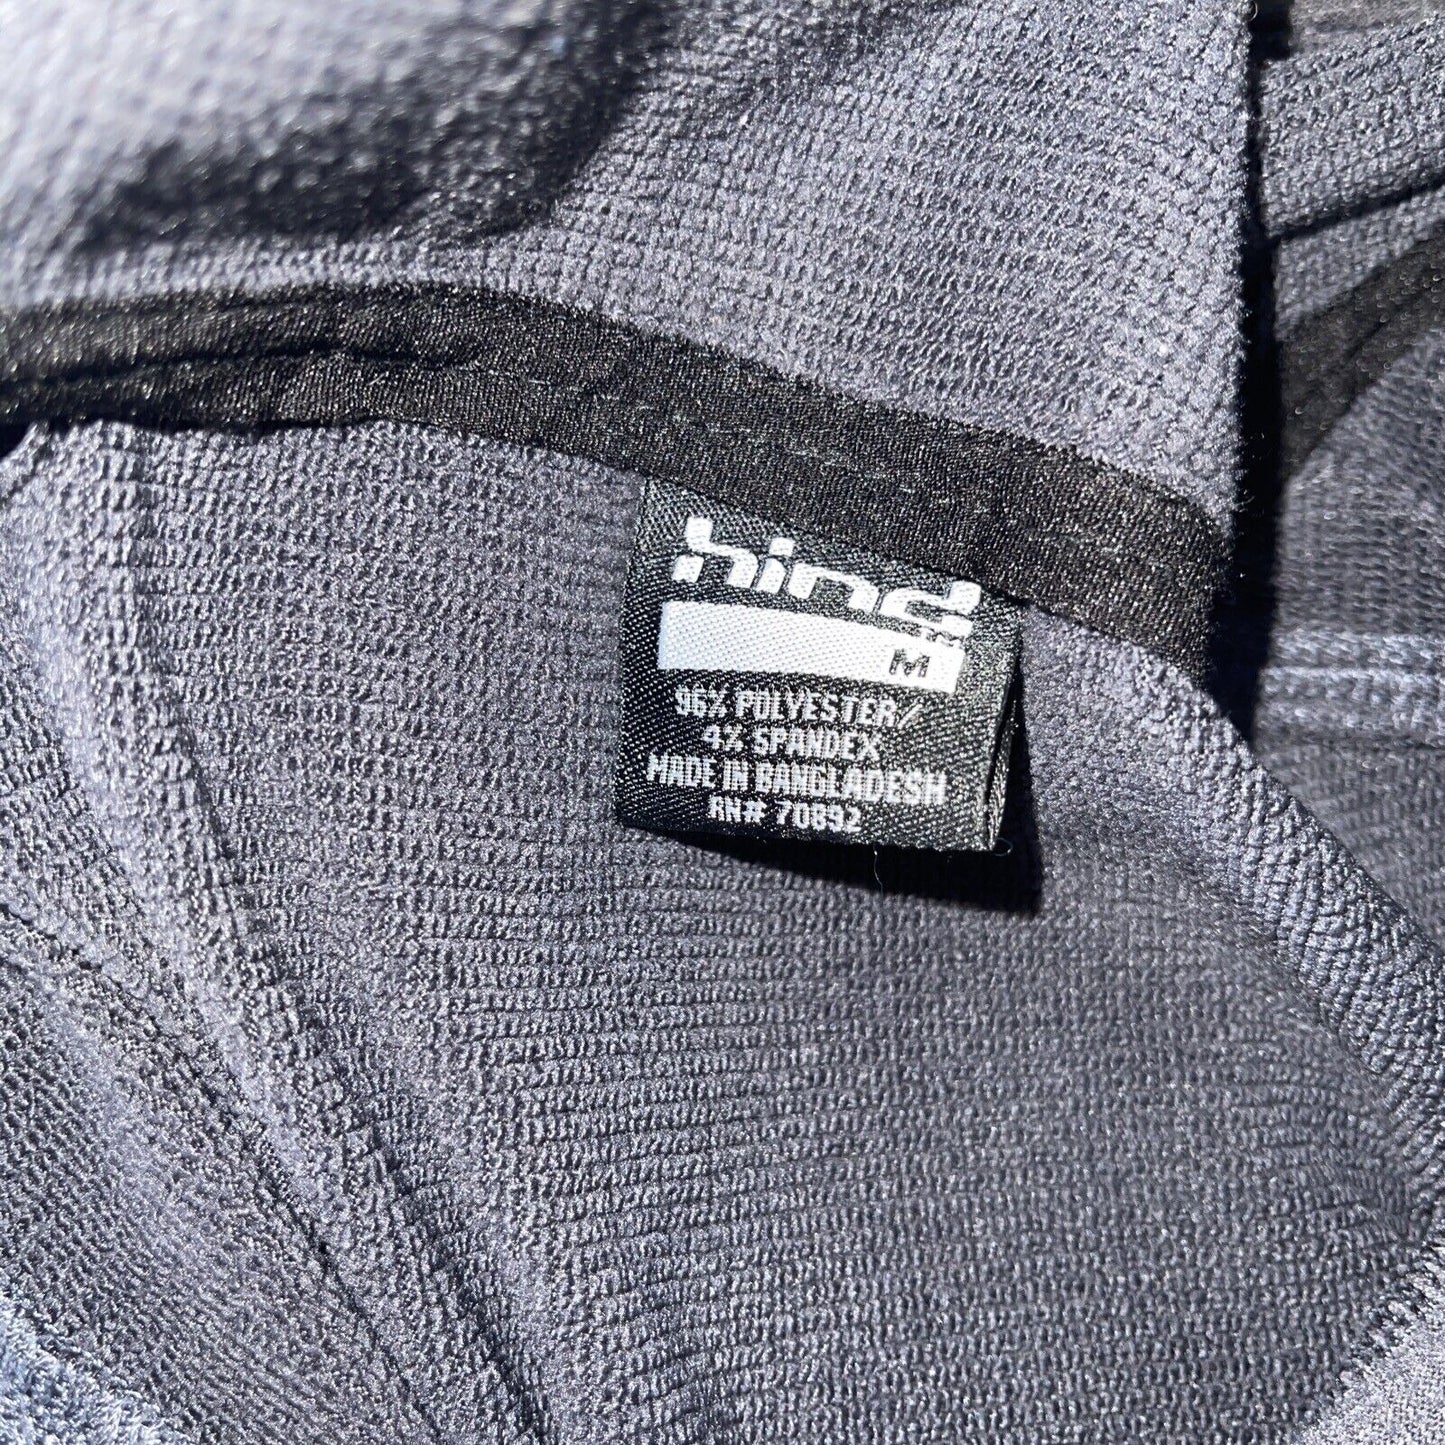 hind
M
96% POLYESTER/
4% SPANDEX
MADE IN BANGLADESH
RN# 70892